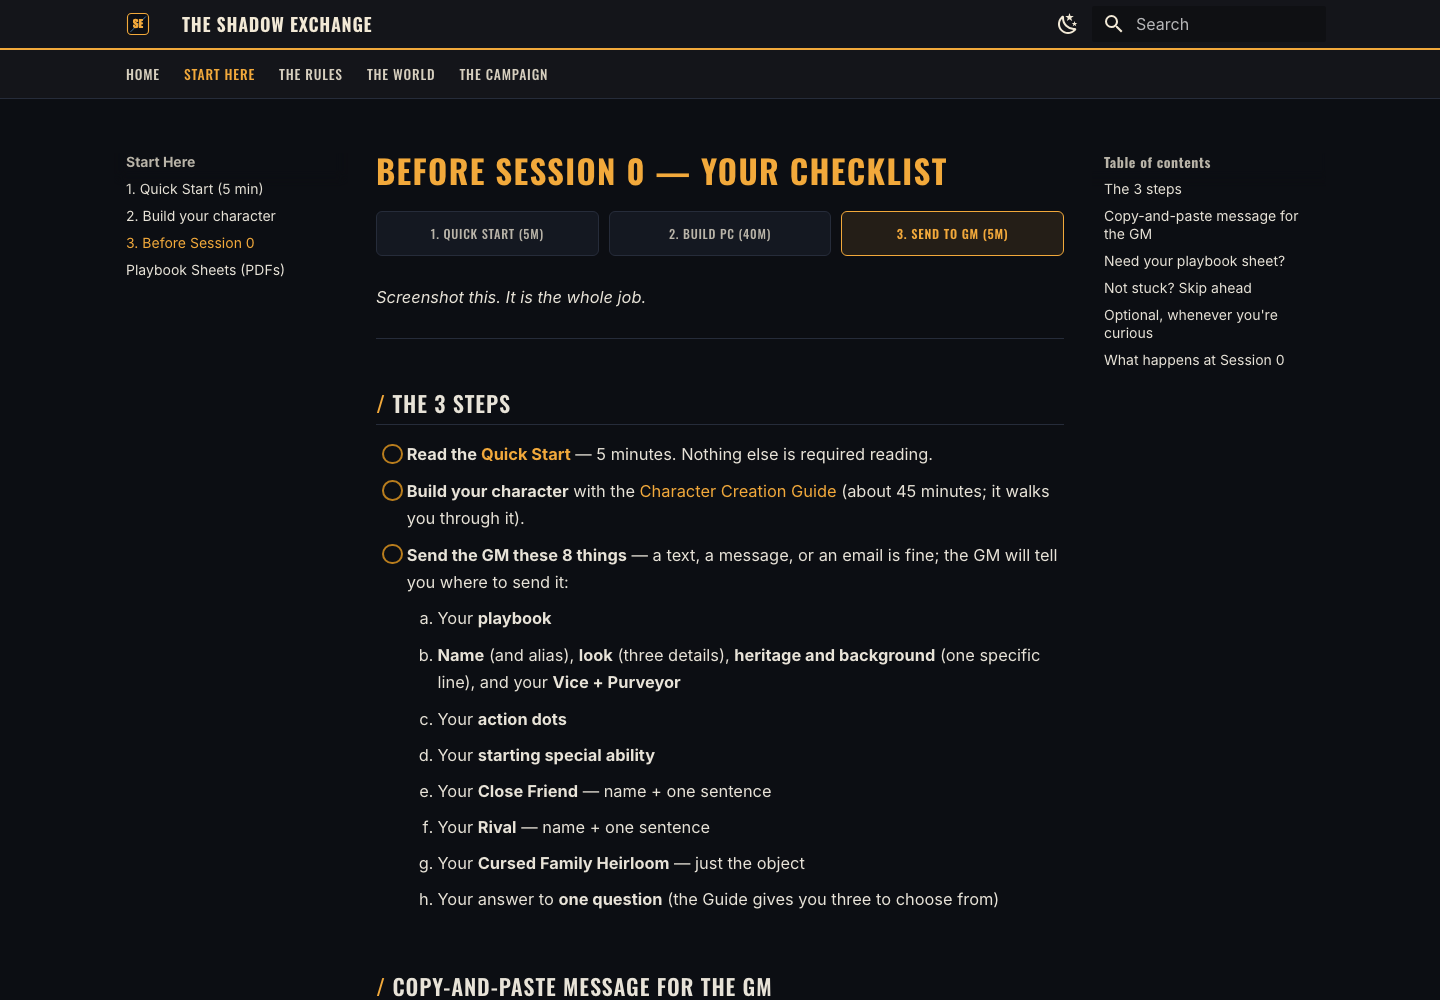 SE
THE SHADOW EXCHANGE
Search
HOME
START HERE
THE RULES
THE WORLD
THE CAMPAIGN
Start Here
1. Quick Start (5 min)
2. Build your character
3. Before Session 0
Playbook Sheets (PDFs)
BEFORE SESSION 0 — YOUR CHECKLIST
1. QUICK START (5M)
2. BUILD PC (40M)
3. SEND TO GM (5M)
Screenshot this. It is the whole job.
/ THE 3 STEPS
Read the Quick Start — 5 minutes. Nothing else is required reading.
Build your character with the Character Creation Guide (about 45 minutes; it walks
you through it).
Send the GM these 8 things — a text, a message, or an email is fine; the GM will tell
you where to send it:
a. Your playbook
b. Name (and alias), look (three details), heritage and background (one specific
line), and your Vice + Purveyor
c. Your action dots
d. Your starting special ability
e. Your Close Friend — name + one sentence
f. Your Rival — name + one sentence
g. Your Cursed Family Heirloom — just the object
h. Your answer to one question (the Guide gives you three to choose from)
/ COPY-AND-PASTE MESSAGE FOR THE GM
Table of contents
The 3 steps
Copy-and-paste message for
the GM
Need your playbook sheet?
Not stuck? Skip ahead
Optional, whenever you're
curious
What happens at Session 0